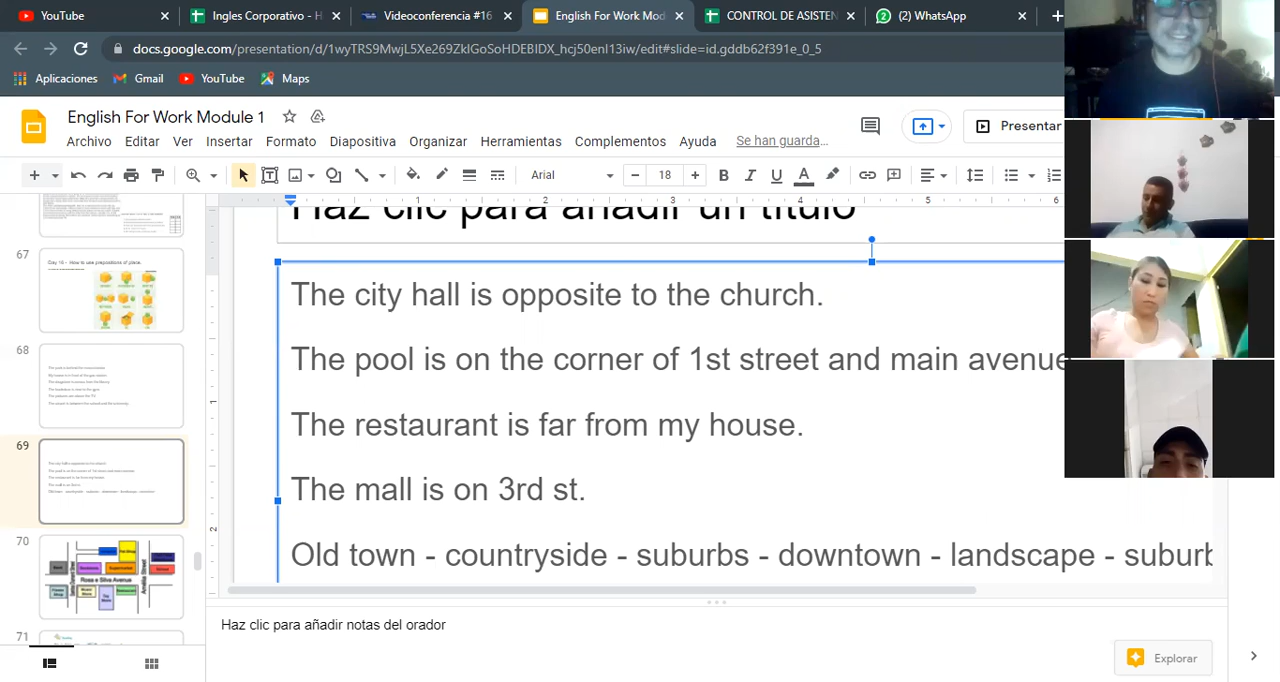 YouTube
Ingles Corporativo - H
Videoconferencia #16
English For Work Mod
CONTROL DE ASISTEN
(2) WhatsApp
docs.google.com/presentation/d/1wyTRS9MwjL5Xe269ZklGoSoHDEBIDX_hcj50enl13iw/edit#slide=id.gddb62f391e_0_5
Aplicaciones
Gmail
YouTube
Maps
English For Work Module 1
Archivo
Editar
Ver
Insertar
Formato
Diapositiva
Organizar
Herramientas
Complementos
Ayuda
Se han guarda...
Presentar
Arial
18
B
I
U
A
Haz clic para añadir un título
The city hall is opposite to the church.
The pool is on the corner of 1st street and main avenue
The restaurant is far from my house.
The mall is on 3rd st.
Old town - countryside - suburbs - downtown - landscape - suburb
67
Day 15 - How to use prepositions of place.
68
69
70
Rosa e Silva Avenue
Amelia Street
71
Haz clic para añadir notas del orador
Explorar